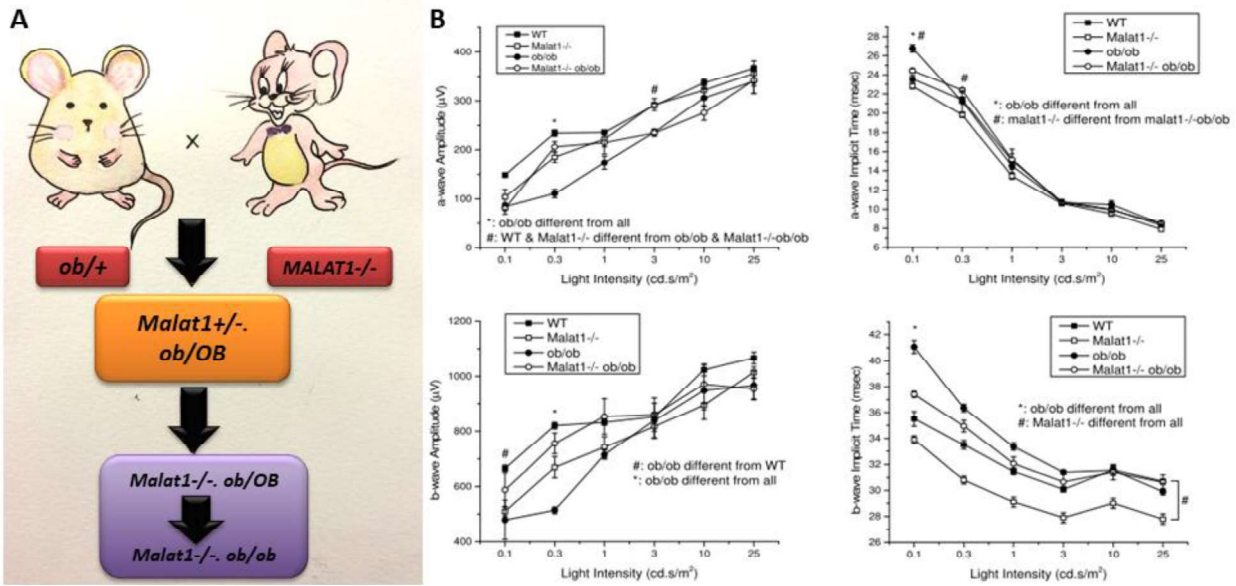 A
ob/+
MALAT1-/-
x
Malat1+/-.
ob/OB
Malat1-/-. ob/OB
Malat1-/-. ob/ob
B
WT
Malat1-/-
ob/ob
Malat1-/- ob/ob
a-wave Amplitude (µV)
400
300
200
100
0
*
#
*: ob/ob different from all
#: WT & Malat1-/- different from ob/ob & Malat1-/-ob/ob
0.1 0.3 1 3 10 25
Light Intensity (cd.s/m²)
WT
Malat1-/-
ob/ob
Malat1-/- ob/ob
a-wave Implicit Time (msec)
28
26
24
22
20
18
16
14
12
10
8
6
* #
#
*: ob/ob different from all
#: malat1-/- different from malat1-/-ob/ob
0.1 0.3 1 3 10 25
Light Intensity (cd.s/m²)
WT
Malat1-/-
ob/ob
Malat1-/- ob/ob
b-wave Amplitude (µV)
1200
1000
800
600
400
#
*
#: ob/ob different from WT
*: ob/ob different from all
0.1 0.3 1 3 10 25
Light Intensity (cd.s/m²)
WT
Malat1-/-
ob/ob
Malat1-/- ob/ob
b-wave Implicit Time (msec)
42
40
38
36
34
32
30
28
26
*
*: ob/ob different from all
#: Malat1-/- different from all
#
0.1 0.3 1 3 10 25
Light Intensity (cd.s/m²)